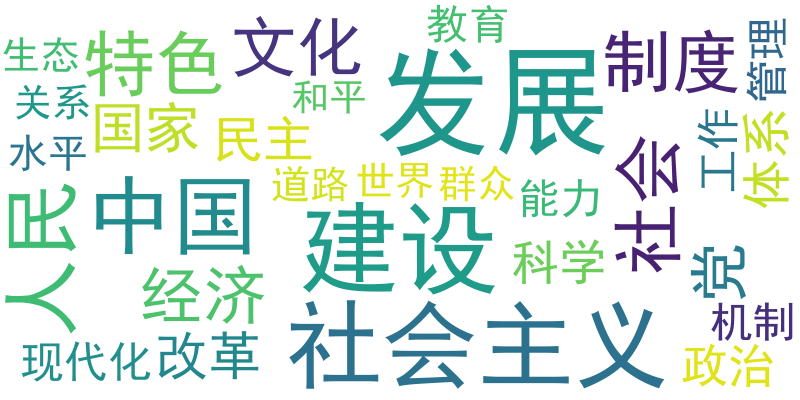 教育
文化
特色
生态
制度
管理
发展
关系
和平
国家
民主
水平
工作
体系
社会
道路
世界
群众
能力
中国
人民
建设
科学
党
经济
社会主义
机制
现代化
改革
政治